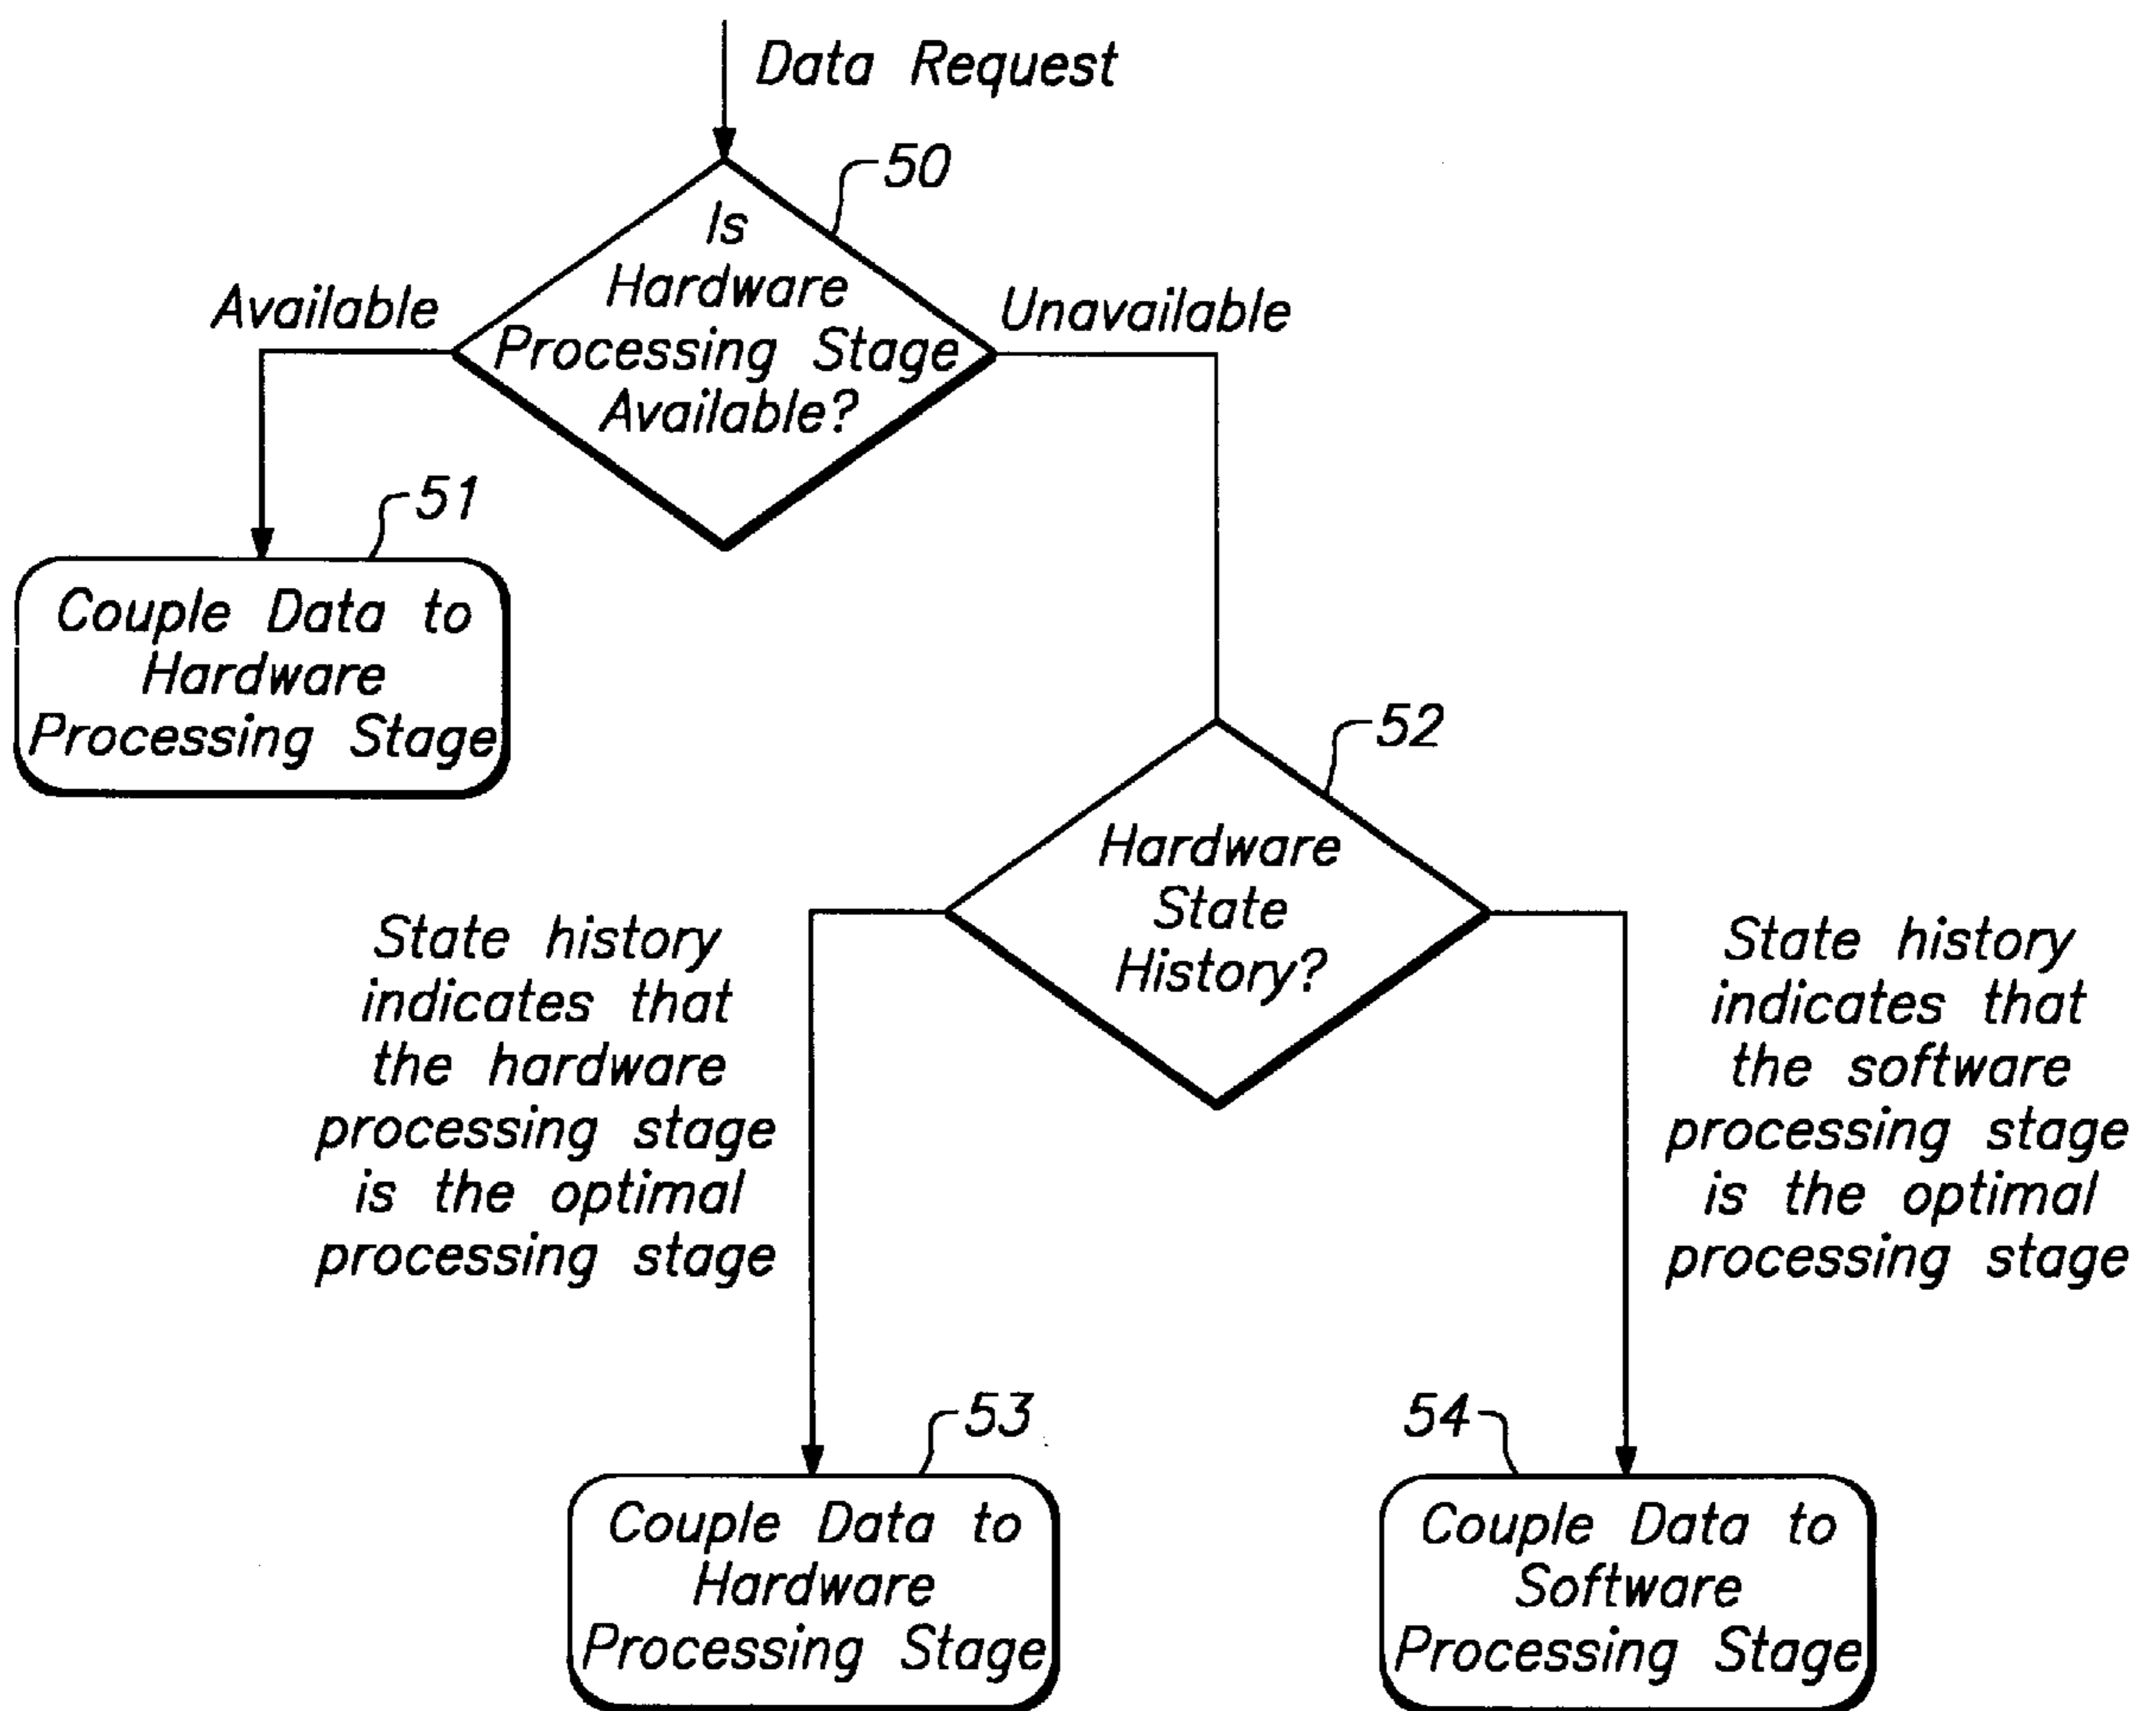 Data Request
50
Is
Hardware
Processing Stage
Available?
Available
Unavailable
51
Couple Data to
Hardware
Processing Stage
52
Hardware
State
History?
State history
indicates that
the hardware
processing stage
is the optimal
processing stage
State history
indicates that
the software
processing stage
is the optimal
processing stage
53
Couple Data to
Hardware
Processing Stage
54
Couple Data to
Software
Processing Stage